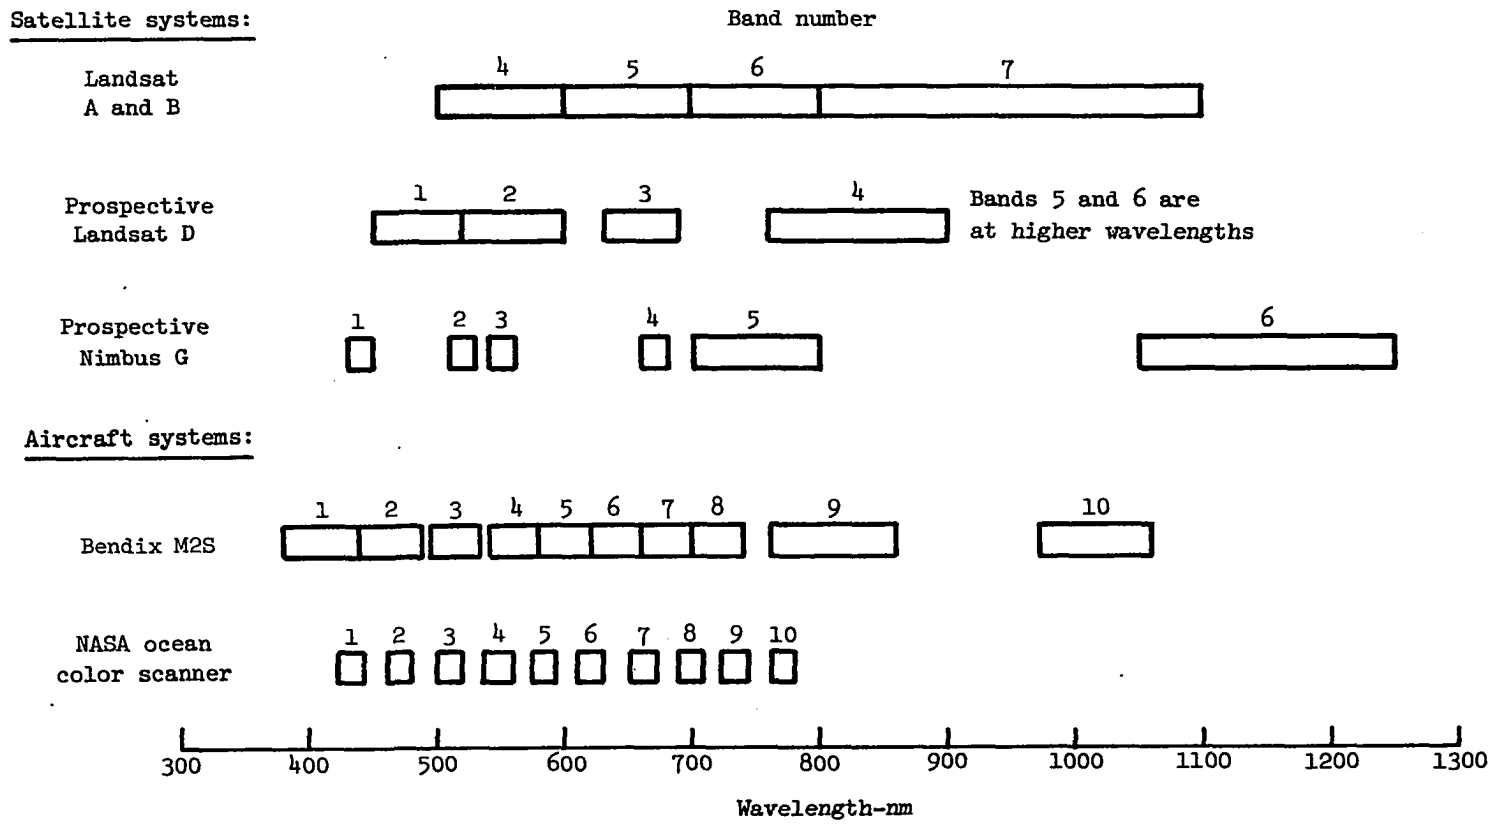 Satellite systems:
Band number
Landsat
A and B
4 5 6 7
Prospective
Landsat D
1 2 3 4
Bands 5 and 6 are
at higher wavelengths
Prospective
Nimbus G
1 2 3 4 5 6
Aircraft systems:
Bendix M2S
1 2 3 4 5 6 7 8 9 10
NASA ocean
color scanner
1 2 3 4 5 6 7 8 9 10
300 400 500 600 700 800 900 1000 1100 1200 1300
Wavelength-nm